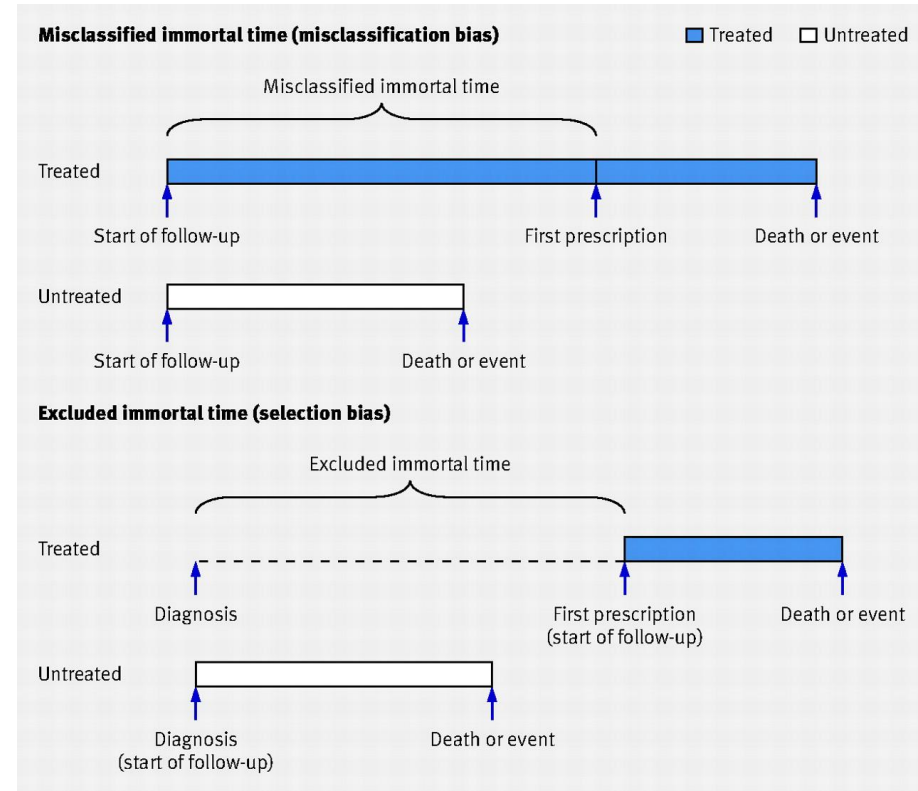 Misclassified immortal time (misclassification bias)
Treated
Untreated
Misclassified immortal time
Treated
Start of follow-up
First prescription
Death or event
Untreated
Start of follow-up
Death or event
Excluded immortal time (selection bias)
Excluded immortal time
Treated
Diagnosis
First prescription
(start of follow-up)
Death or event
Untreated
Diagnosis
(start of follow-up)
Death or event